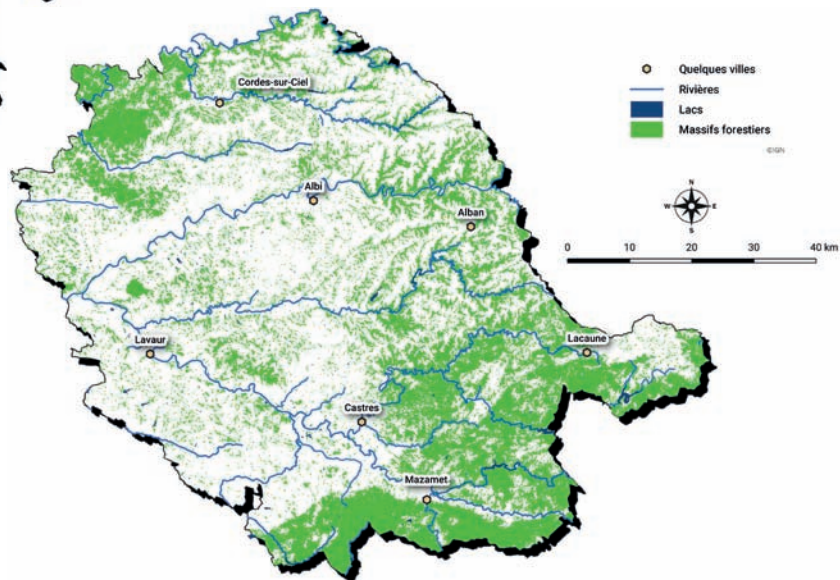 Cordes-sur-Ciel
Albi
Alban
Lavaur
Lacaune
Castres
Mazamet
Quelques villes
Rivières
Lacs
Massifs forestiers
©IGN
N
W
E
S
0
10
20
30
40 km